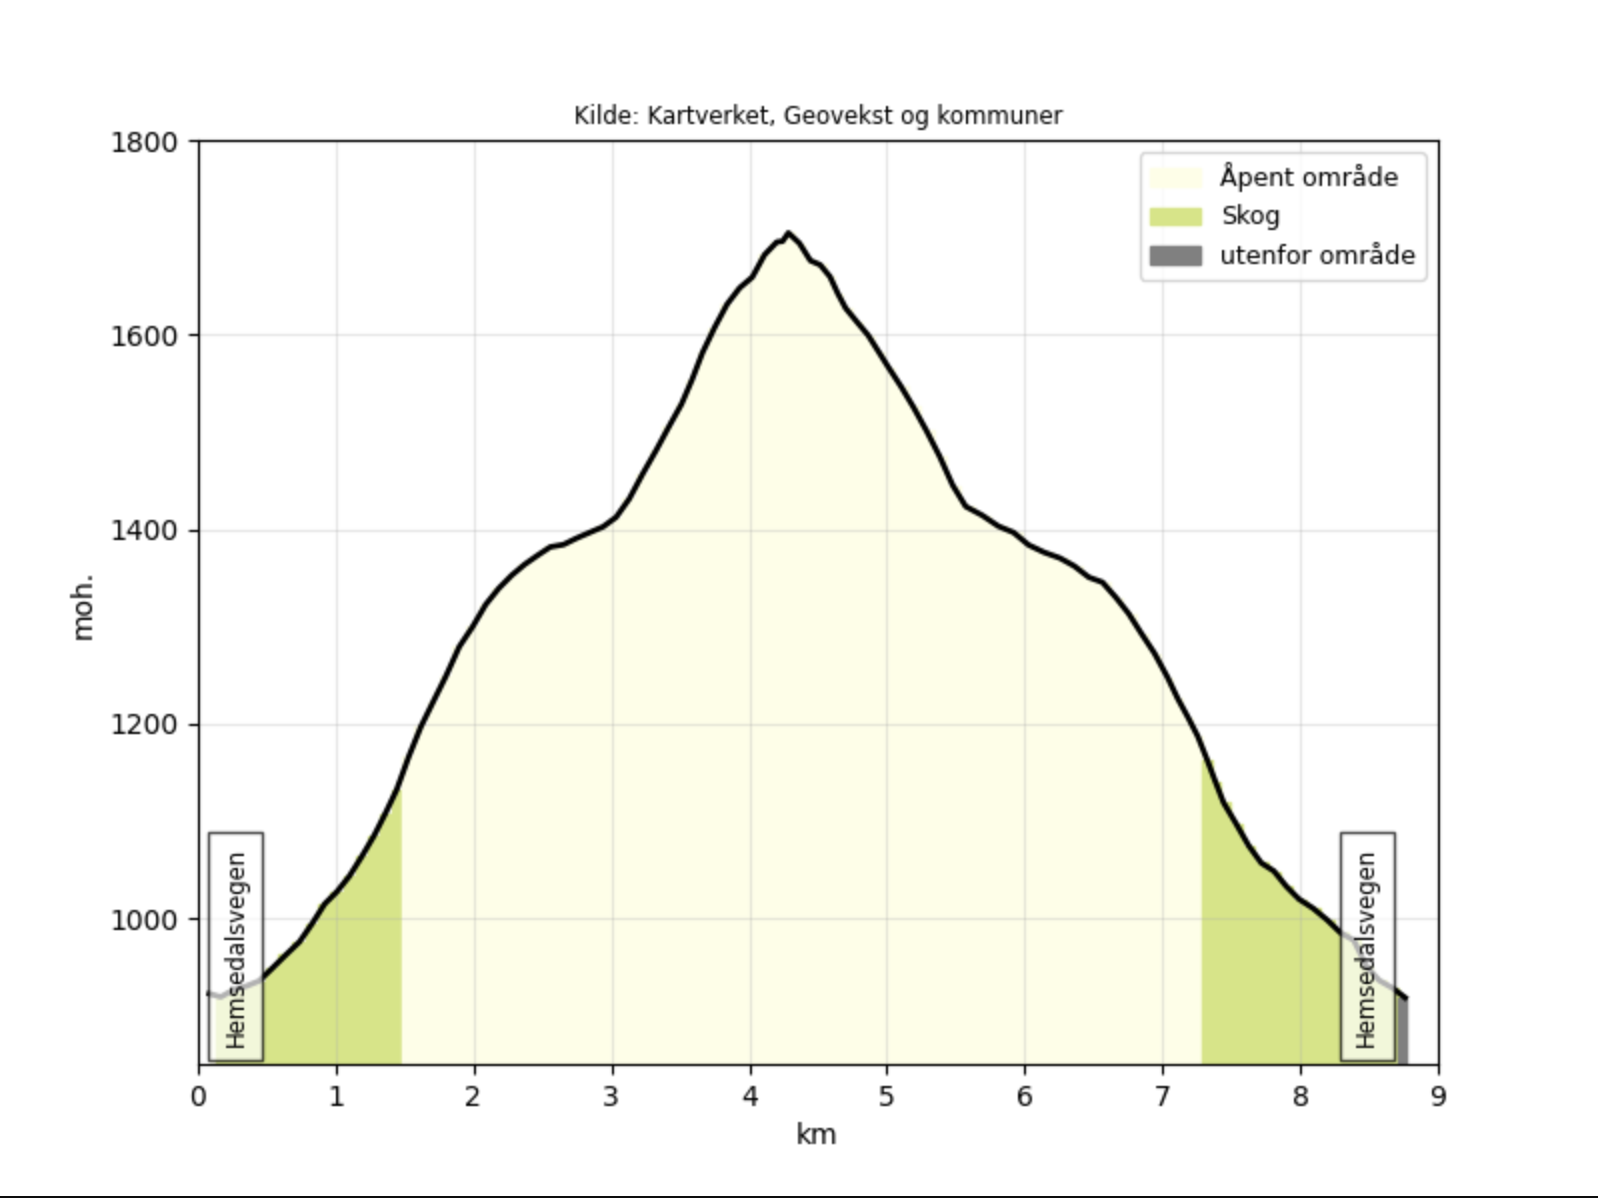 Kilde: Kartverket, Geovekst og kommuner
1800
1600
1400
1200
1000
moh.
Åpent område
Skog
utenfor område
Hemsedalsvegen
Hemsedalsvegen
0 1 2 3 4 5 6 7 8 9
km